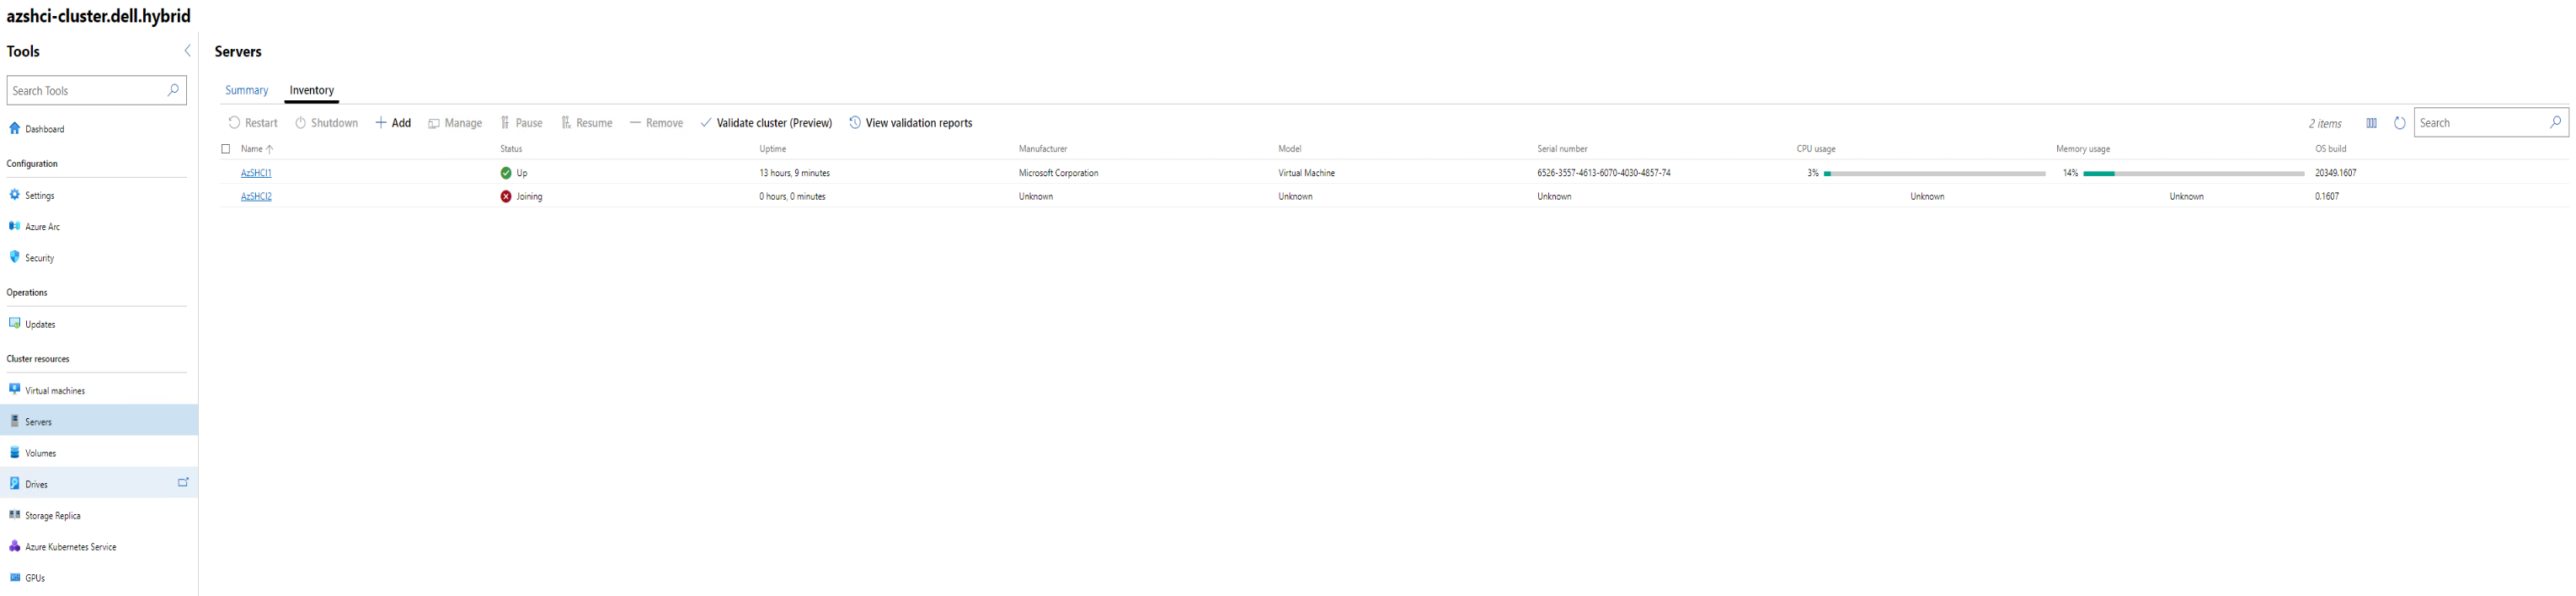 azshci-cluster.dell.hybrid
Tools
Search Tools
Dashboard
Configuration
Settings
Azure Arc
Security
Operations
Updates
Cluster resources
Virtual machines
Servers
Volumes
Drives
Storage Replica
Azure Kubernetes Service
GPUs
Servers
Summary Inventory
Restart Shutdown Add Manage Pause Resume Remove Validate cluster (Preview) View validation reports 2 items Search
Name Status Uptime Manufacturer Model Serial number CPU usage Memory usage OS build
AzSHCI1 Up 13 hours, 9 minutes Microsoft Corporation Virtual Machine 6526-3557-4613-6070-4030-4857-74 3% 14% 20349.1607
AzSHCI2 Joining 0 hours, 0 minutes Unknown Unknown Unknown Unknown Unknown 0.1607